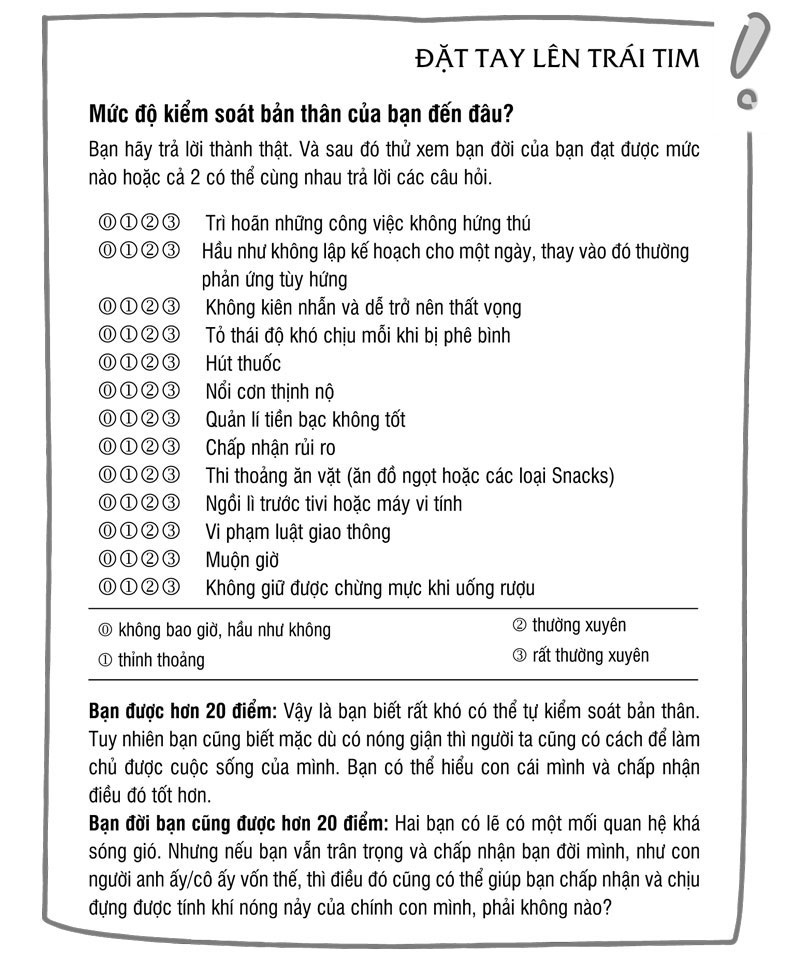 ĐẶT TAY LÊN TRÁI TIM
Mức độ kiểm soát bản thân của bạn đến đâu?
Bạn hãy trả lời thành thật. Và sau đó thử xem bạn đời của bạn đạt được mức
nào hoặc cả 2 có thể cùng nhau trả lời các câu hỏi.
⓪①②③ Trì hoãn những công việc không hứng thú
⓪①②③ Hầu như không lập kế hoạch cho một ngày, thay vào đó thường
phản ứng tùy hứng
⓪①②③ Không kiên nhẫn và dễ trở nên thất vọng
⓪①②③ Tỏ thái độ khó chịu mỗi khi bị phê bình
⓪①②③ Hút thuốc
⓪①②③ Nổi cơn thịnh nộ
⓪①②③ Quản lí tiền bạc không tốt
⓪①②③ Chấp nhận rủi ro
⓪①②③ Thi thoảng ăn vặt (ăn đồ ngọt hoặc các loại Snacks)
⓪①②③ Ngồi lì trước tivi hoặc máy vi tính
⓪①②③ Vi phạm luật giao thông
⓪①②③ Muộn giờ
⓪①②③ Không giữ được chừng mực khi uống rượu
⓪ không bao giờ, hầu như không
② thường xuyên
① thỉnh thoảng
③ rất thường xuyên
Bạn được hơn 20 điểm: Vậy là bạn biết rất khó có thể tự kiểm soát bản thân.
Tuy nhiên bạn cũng biết mặc dù có nóng giận thì người ta cũng có cách để làm
chủ được cuộc sống của mình. Bạn có thể hiểu con cái mình và chấp nhận
điều đó tốt hơn.
Bạn đời bạn cũng được hơn 20 điểm: Hai bạn có lẽ có một mối quan hệ khá
sóng gió. Nhưng nếu bạn vẫn trân trọng và chấp nhận bạn đời mình, như con
người anh ấy/cô ấy vốn thế, thì điều đó cũng có thể giúp bạn chấp nhận và chịu
đựng được tính khí nóng nảy của chính con mình, phải không nào?